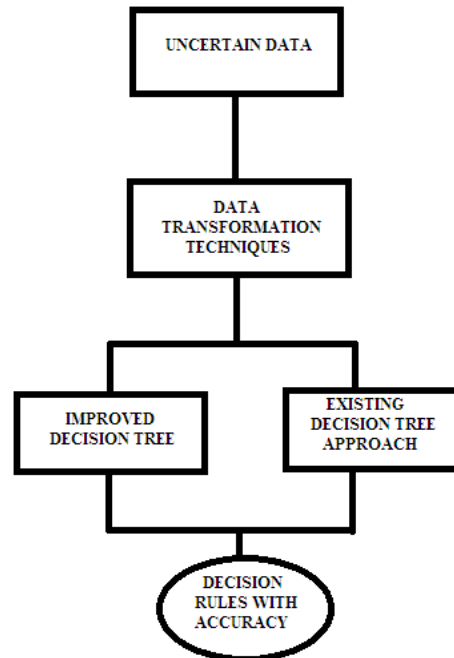 UNCERTAIN DATA
DATA
TRANSFORMATION
TECHNIQUES
IMPROVED
DECISION TREE
EXISTING
DECISION TREE
APPROACH
DECISION
RULES WITH
ACCURACY